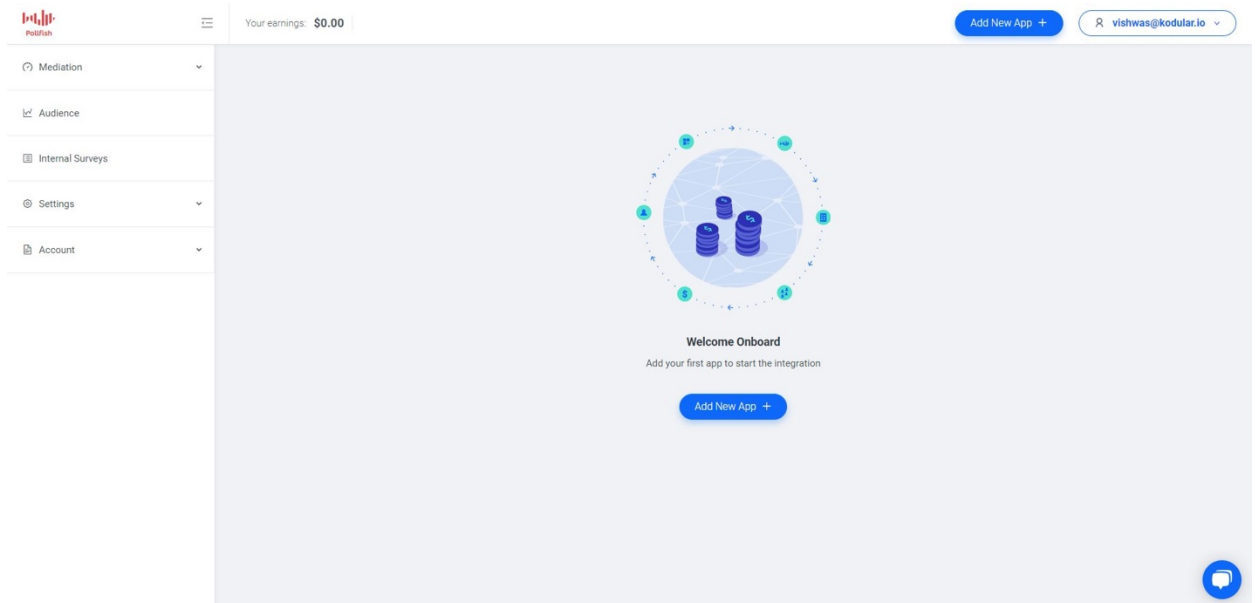 Pollfish
Your earnings: $0.00
Add New App +
vishwas@kodular.io
Mediation
Audience
Internal Surveys
Settings
Account
$
Welcome Onboard
Add your first app to start the integration
Add New App +